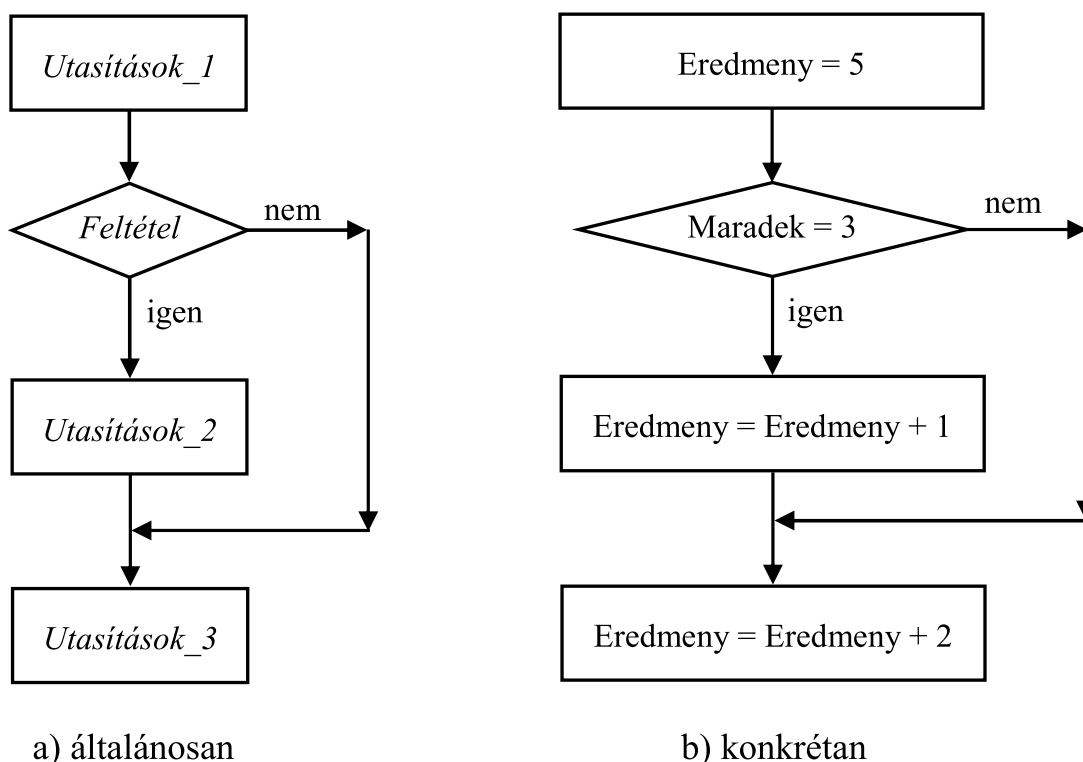 Utasítások_1
Feltétel
nem
igen
Utasítások_2
Utasítások_3
a) általánosan
Eredmeny = 5
Maradek = 3
nem
igen
Eredmeny = Eredmeny + 1
Eredmeny = Eredmeny + 2
b) konkrétan